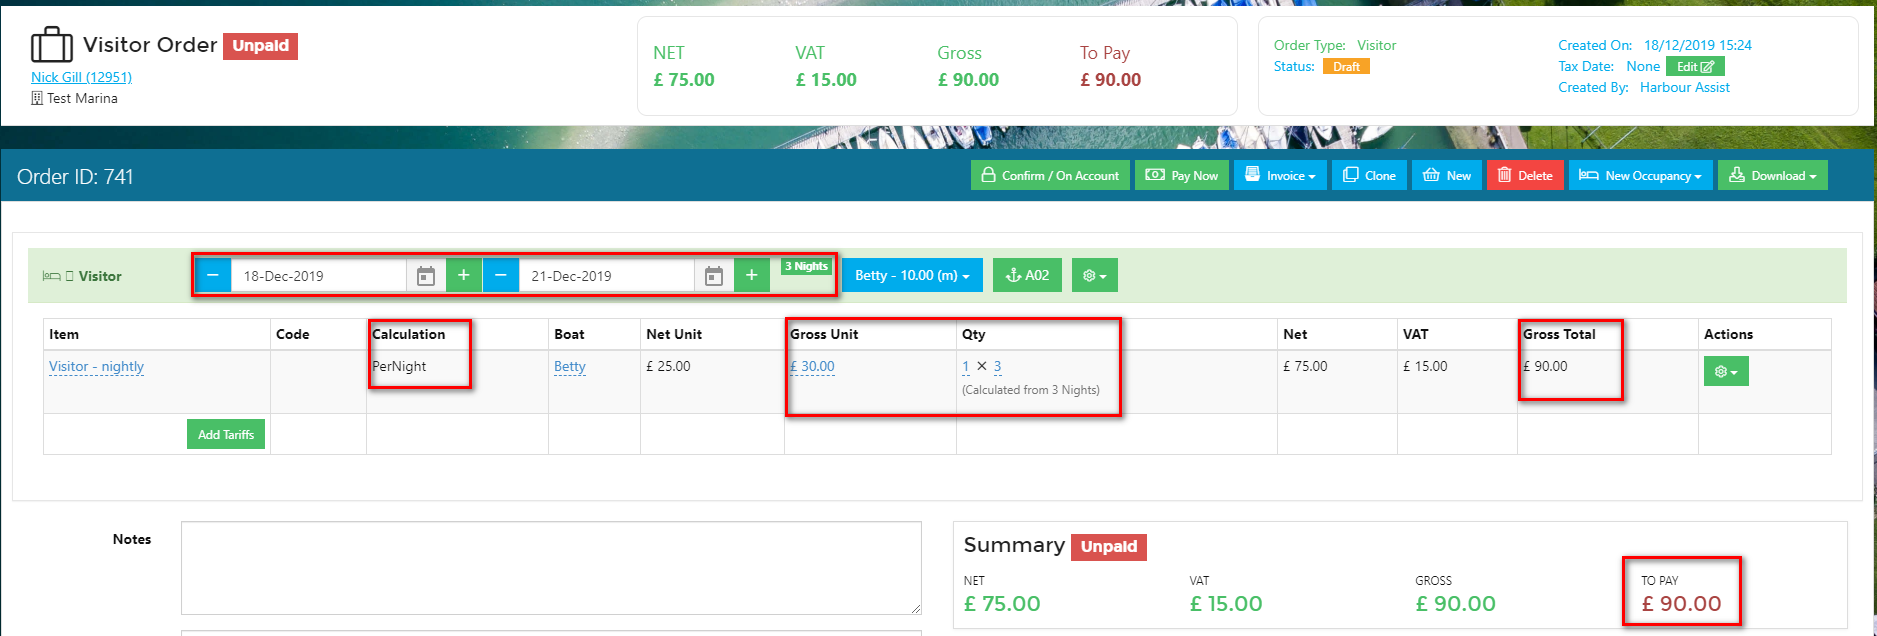 Visitor Order Unpaid
Nick Gill (12951)
Test Marina
NET VAT Gross To Pay
£ 75.00 £ 15.00 £ 90.00 £ 90.00
Order Type: Visitor
Status: Draft
Created On: 18/12/2019 15:24
Tax Date: None Edit
Created By: Harbour Assist
Order ID: 741 Confirm / On Account Pay Now Invoice Clone New Delete New Occupancy Download
Visitor − 18-Dec-2019 + − 21-Dec-2019 + 3 Nights Betty - 10.00 (m) A02
Item Code Calculation Boat Net Unit Gross Unit Qty Net VAT Gross Total Actions
Visitor - nightly PerNight Betty £ 25.00 £ 30.00 1 × 3 £ 75.00 £ 15.00 £ 90.00
(Calculated from 3 Nights)
Add Tariffs
Notes
Summary Unpaid
NET VAT GROSS TO PAY
£ 75.00 £ 15.00 £ 90.00 £ 90.00